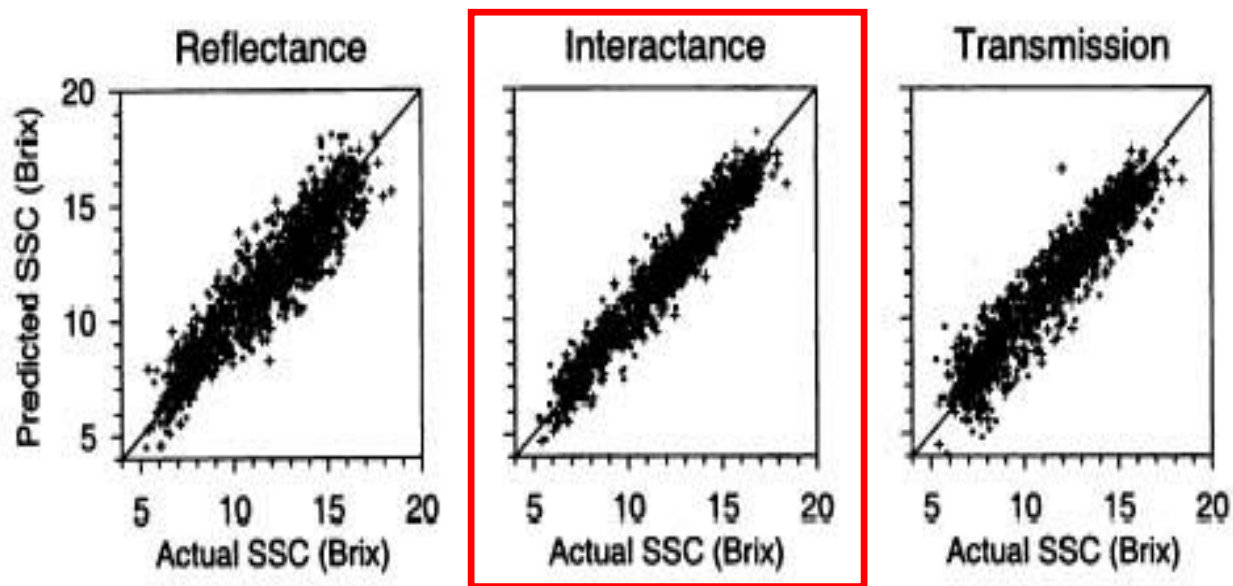 Reflectance
Interactance
Transmission
Predicted SSC (Brix)
20
15
10
5
5 10 15 20
5 10 15 20
5 10 15 20
Actual SSC (Brix)
Actual SSC (Brix)
Actual SSC (Brix)